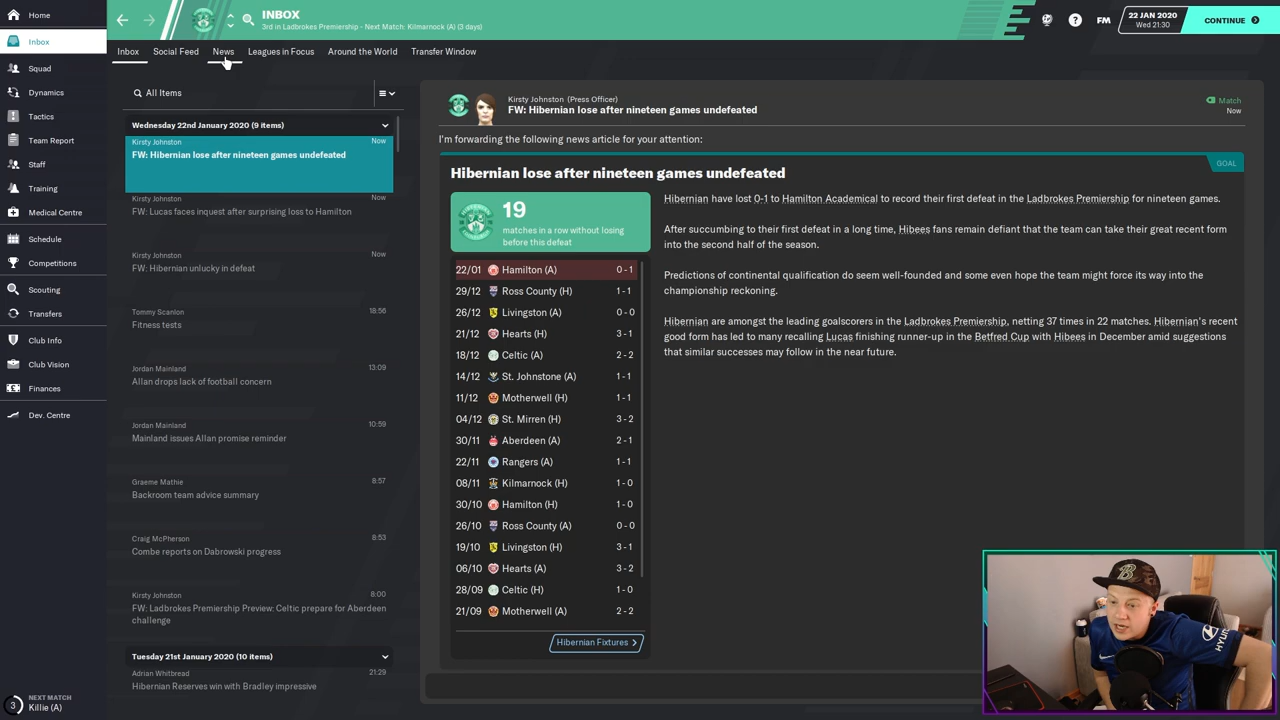 Home
Inbox
Squad
Dynamics
Tactics
Team Report
Staff
Training
Medical Centre
Schedule
Competitions
Scouting
Transfers
Club Info
Club Vision
Finances
Dev. Centre
3
NEXT MATCH
Killie (A)
INBOX
3rd in Ladbrokes Premiership - Next Match: Kilmarnock (A) (3 days)
FM
22 JAN 2020
Wed 21:30
CONTINUE
Inbox
Social Feed
News
Leagues in Focus
Around the World
Transfer Window
All Items
Wednesday 22nd January 2020 (9 items)
Kirsty Johnston
Now
FW: Hibernian lose after nineteen games undefeated
Kirsty Johnston
Now
FW: Lucas faces inquest after surprising loss to Hamilton
Kirsty Johnston
Now
FW: Hibernian unlucky in defeat
Tommy Scanlon
18:56
Fitness tests
Jordan Mainland
13:09
Allan drops lack of football concern
Jordan Mainland
10:59
Mainland issues Allan promise reminder
Graeme Mathie
8:57
Backroom team advice summary
Craig McPherson
8:53
Combe reports on Dabrowski progress
Kirsty Johnston
8:00
FW: Ladbrokes Premiership Preview: Celtic prepare for Aberdeen
challenge
Tuesday 21st January 2020 (10 items)
Adrian Whitbread
21:29
Hibernian Reserves win with Bradley impressive
Kirsty Johnston (Press Officer)
FW: Hibernian lose after nineteen games undefeated
Match
Now
I'm forwarding the following news article for your attention:
GOAL
Hibernian lose after nineteen games undefeated
19
matches in a row without losing
before this defeat
22/01 Hamilton (A) 0 - 1
29/12 Ross County (H) 1 - 1
26/12 Livingston (A) 0 - 0
21/12 Hearts (H) 3 - 1
18/12 Celtic (A) 2 - 2
14/12 St. Johnstone (A) 1 - 1
11/12 Motherwell (H) 1 - 1
04/12 St. Mirren (H) 3 - 2
30/11 Aberdeen (A) 2 - 1
22/11 Rangers (A) 1 - 1
08/11 Kilmarnock (H) 1 - 0
30/10 Hamilton (H) 1 - 0
26/10 Ross County (A) 0 - 0
19/10 Livingston (H) 3 - 1
06/10 Hearts (A) 3 - 2
28/09 Celtic (H) 1 - 0
21/09 Motherwell (A) 2 - 2
Hibernian Fixtures
Hibernian have lost 0-1 to Hamilton Academical to record their first defeat in the Ladbrokes Premiership for nineteen games.
After succumbing to their first defeat in a long time, Hibees fans remain defiant that the team can take their great recent form
into the second half of the season.
Predictions of continental qualification do seem well-founded and some even hope the team might force its way into the
championship reckoning.
Hibernian are amongst the leading goalscorers in the Ladbrokes Premiership, netting 37 times in 22 matches. Hibernian's recent
good form has led to many recalling Lucas finishing runner-up in the Betfred Cup with Hibees in December amid suggestions
that similar successes may follow in the near future.